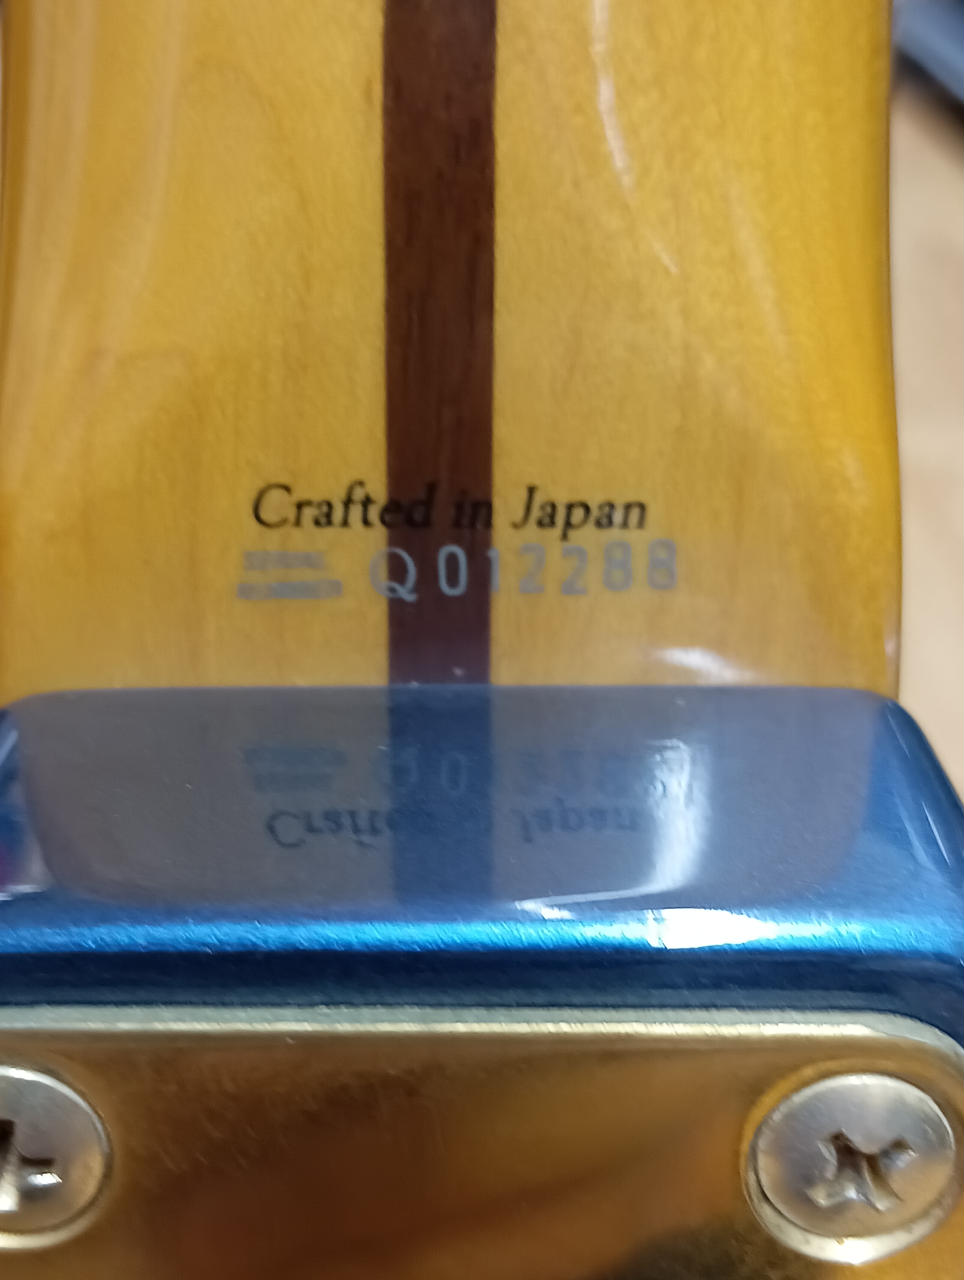 Crafted in Japan
SERIAL NUMBER Q012288